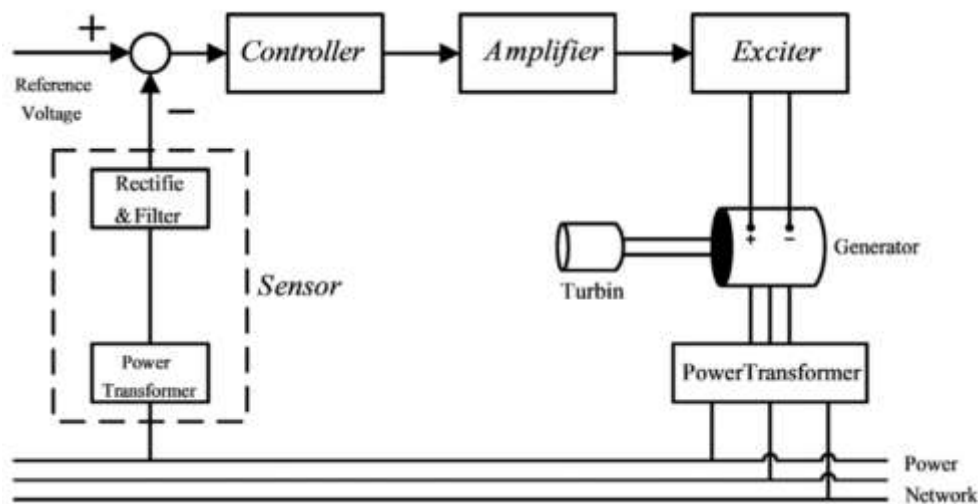 +
Controller
Amplifier
Exciter
Reference
Voltage
−
Rectifie
& Filter
Sensor
+ −
Generator
Turbin
Power
Transformer
PowerTransformer
Power
Network